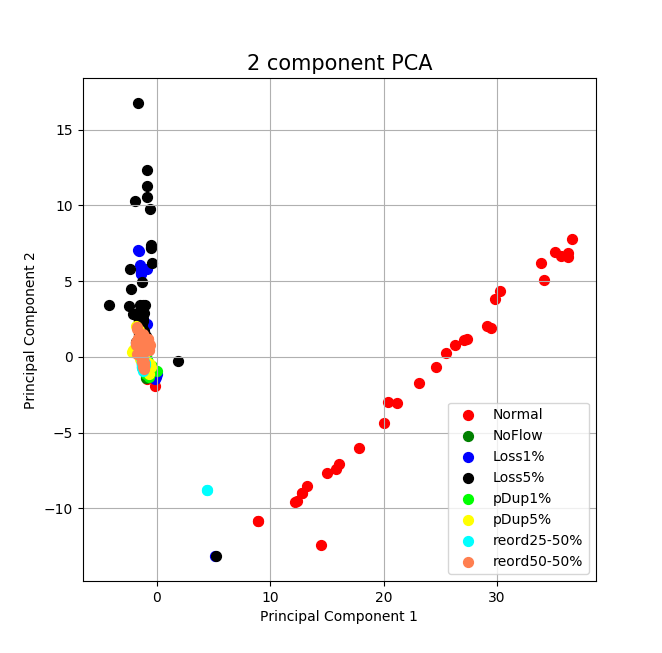 2 component PCA
Principal Component 2
15
10
5
0
−5
−10
0
10
20
30
Principal Component 1
Normal
NoFlow
Loss1%
Loss5%
pDup1%
pDup5%
reord25-50%
reord50-50%